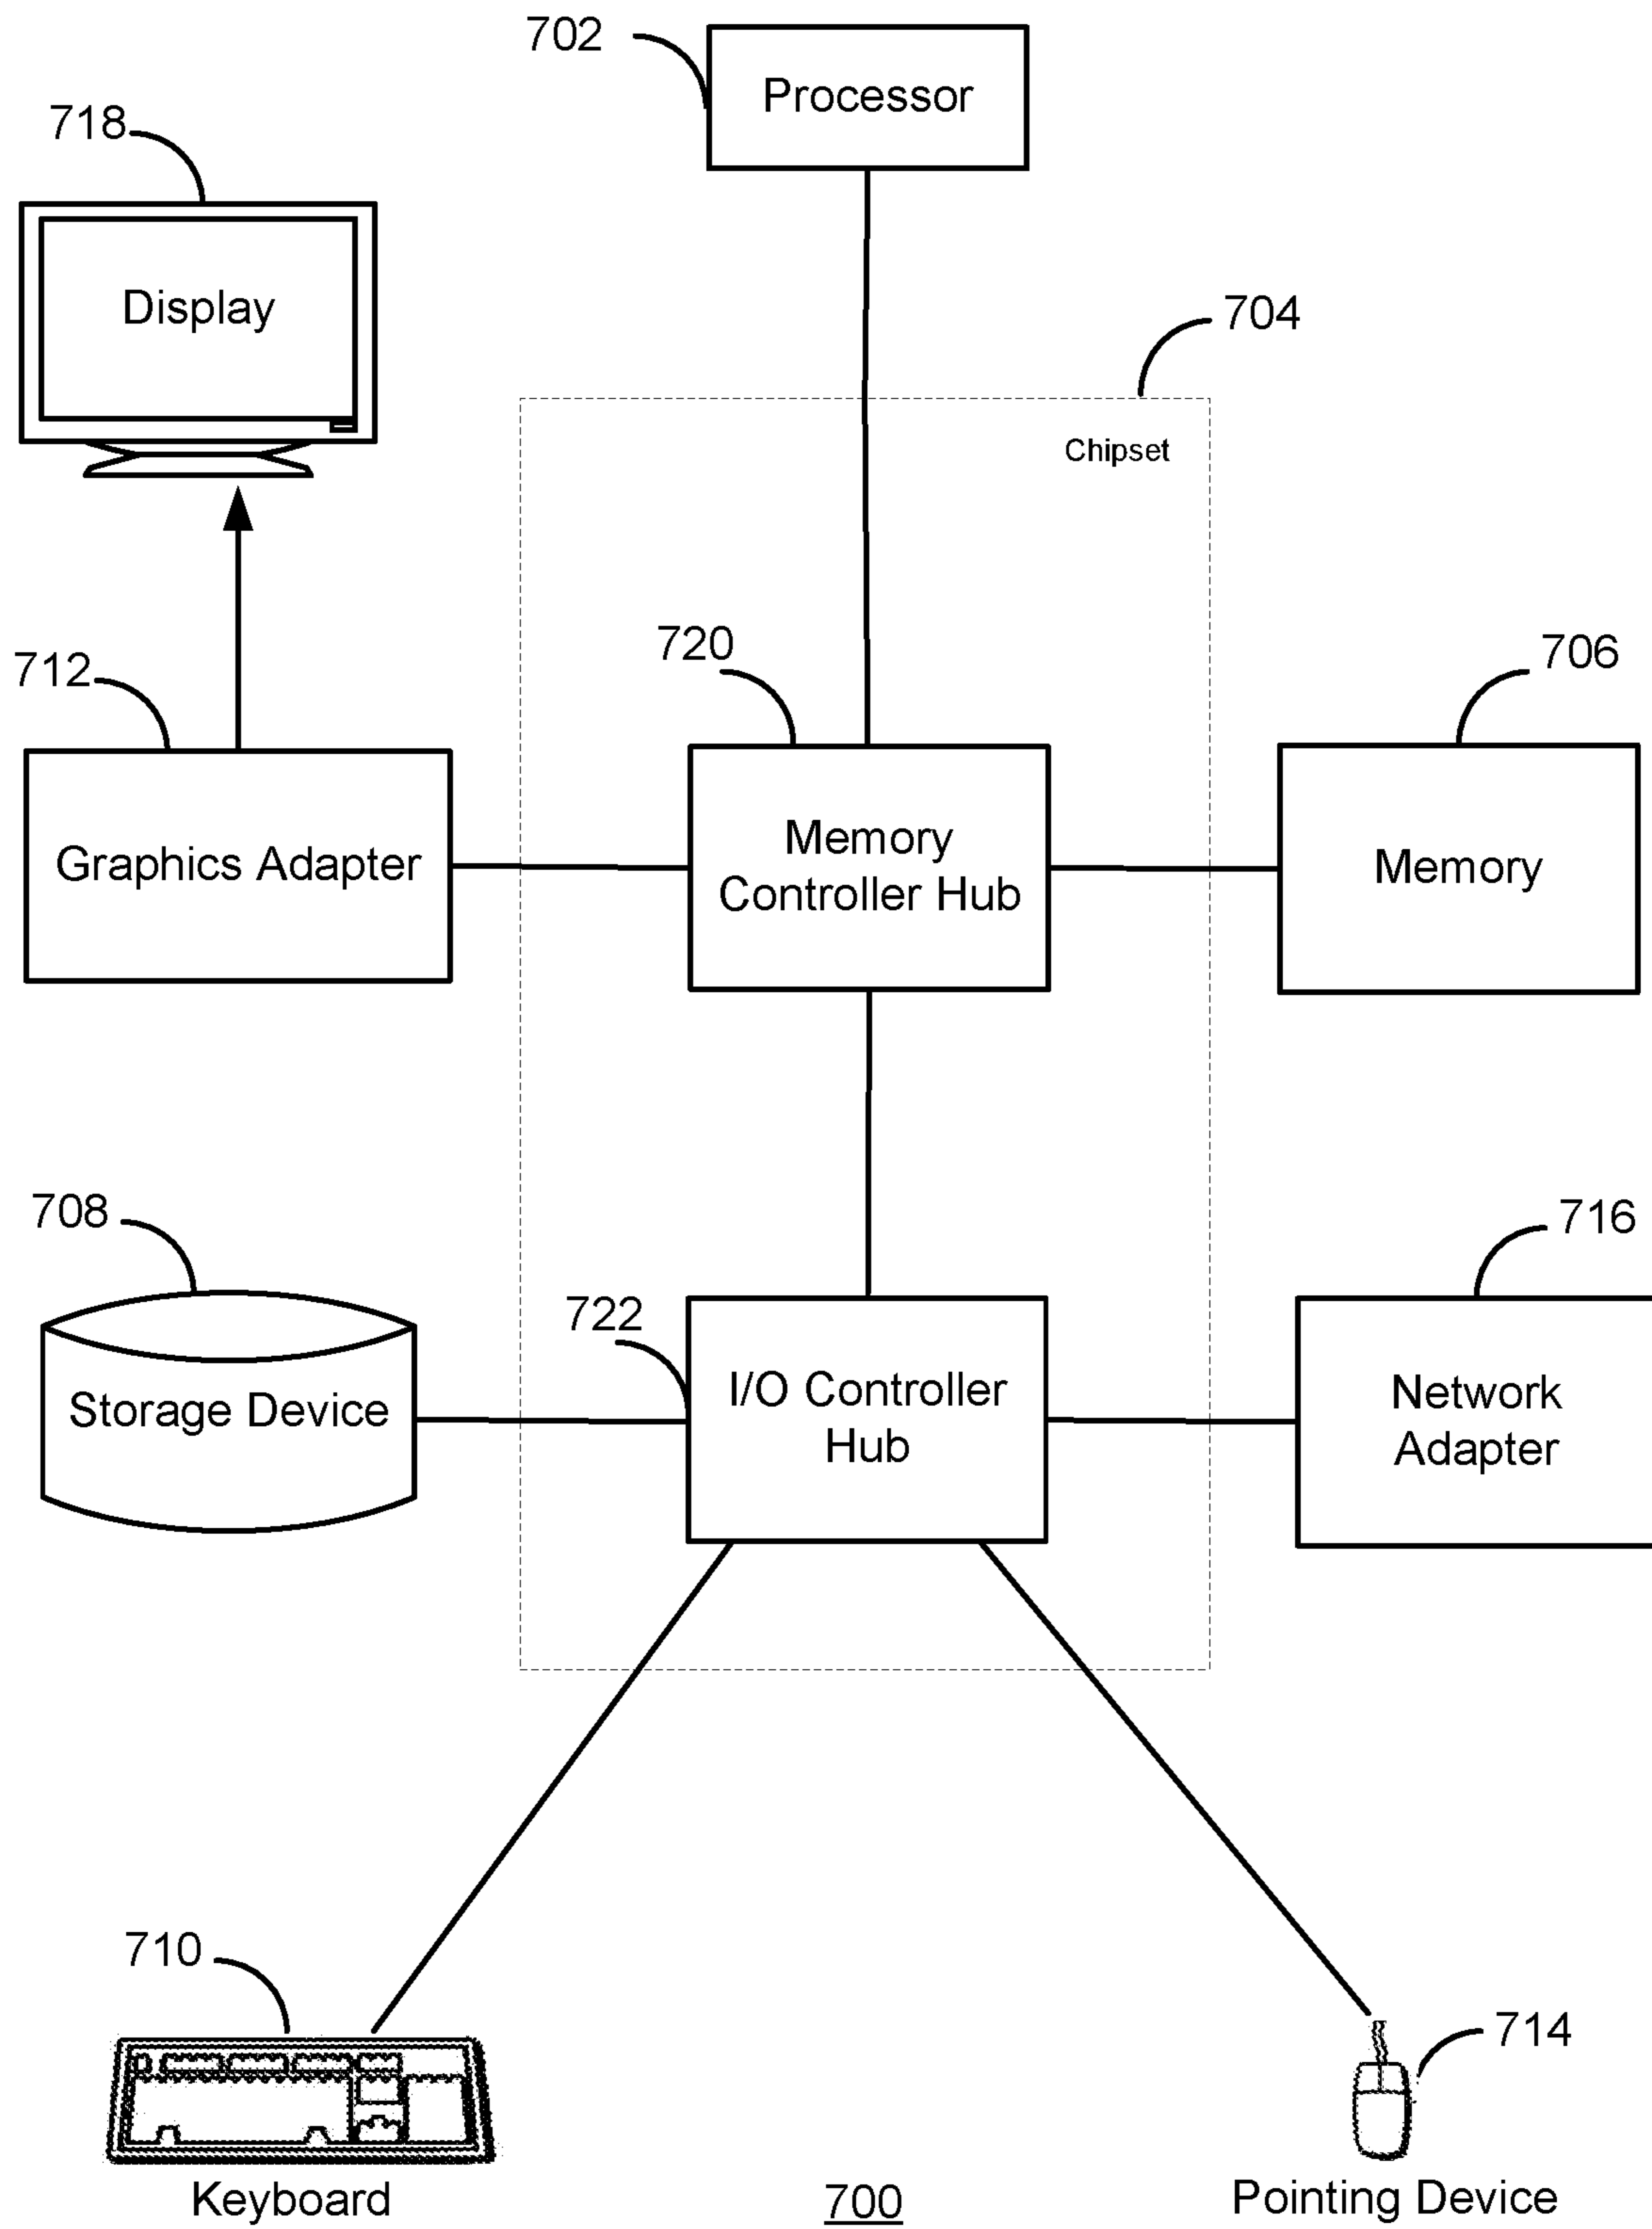 702
Processor
718
Display
704
Chipset
720
706
712
Memory
Controller Hub
Graphics Adapter
Memory
708
716
722
I/O Controller
Hub
Storage Device
Network
Adapter
710
714
Keyboard
700
Pointing Device